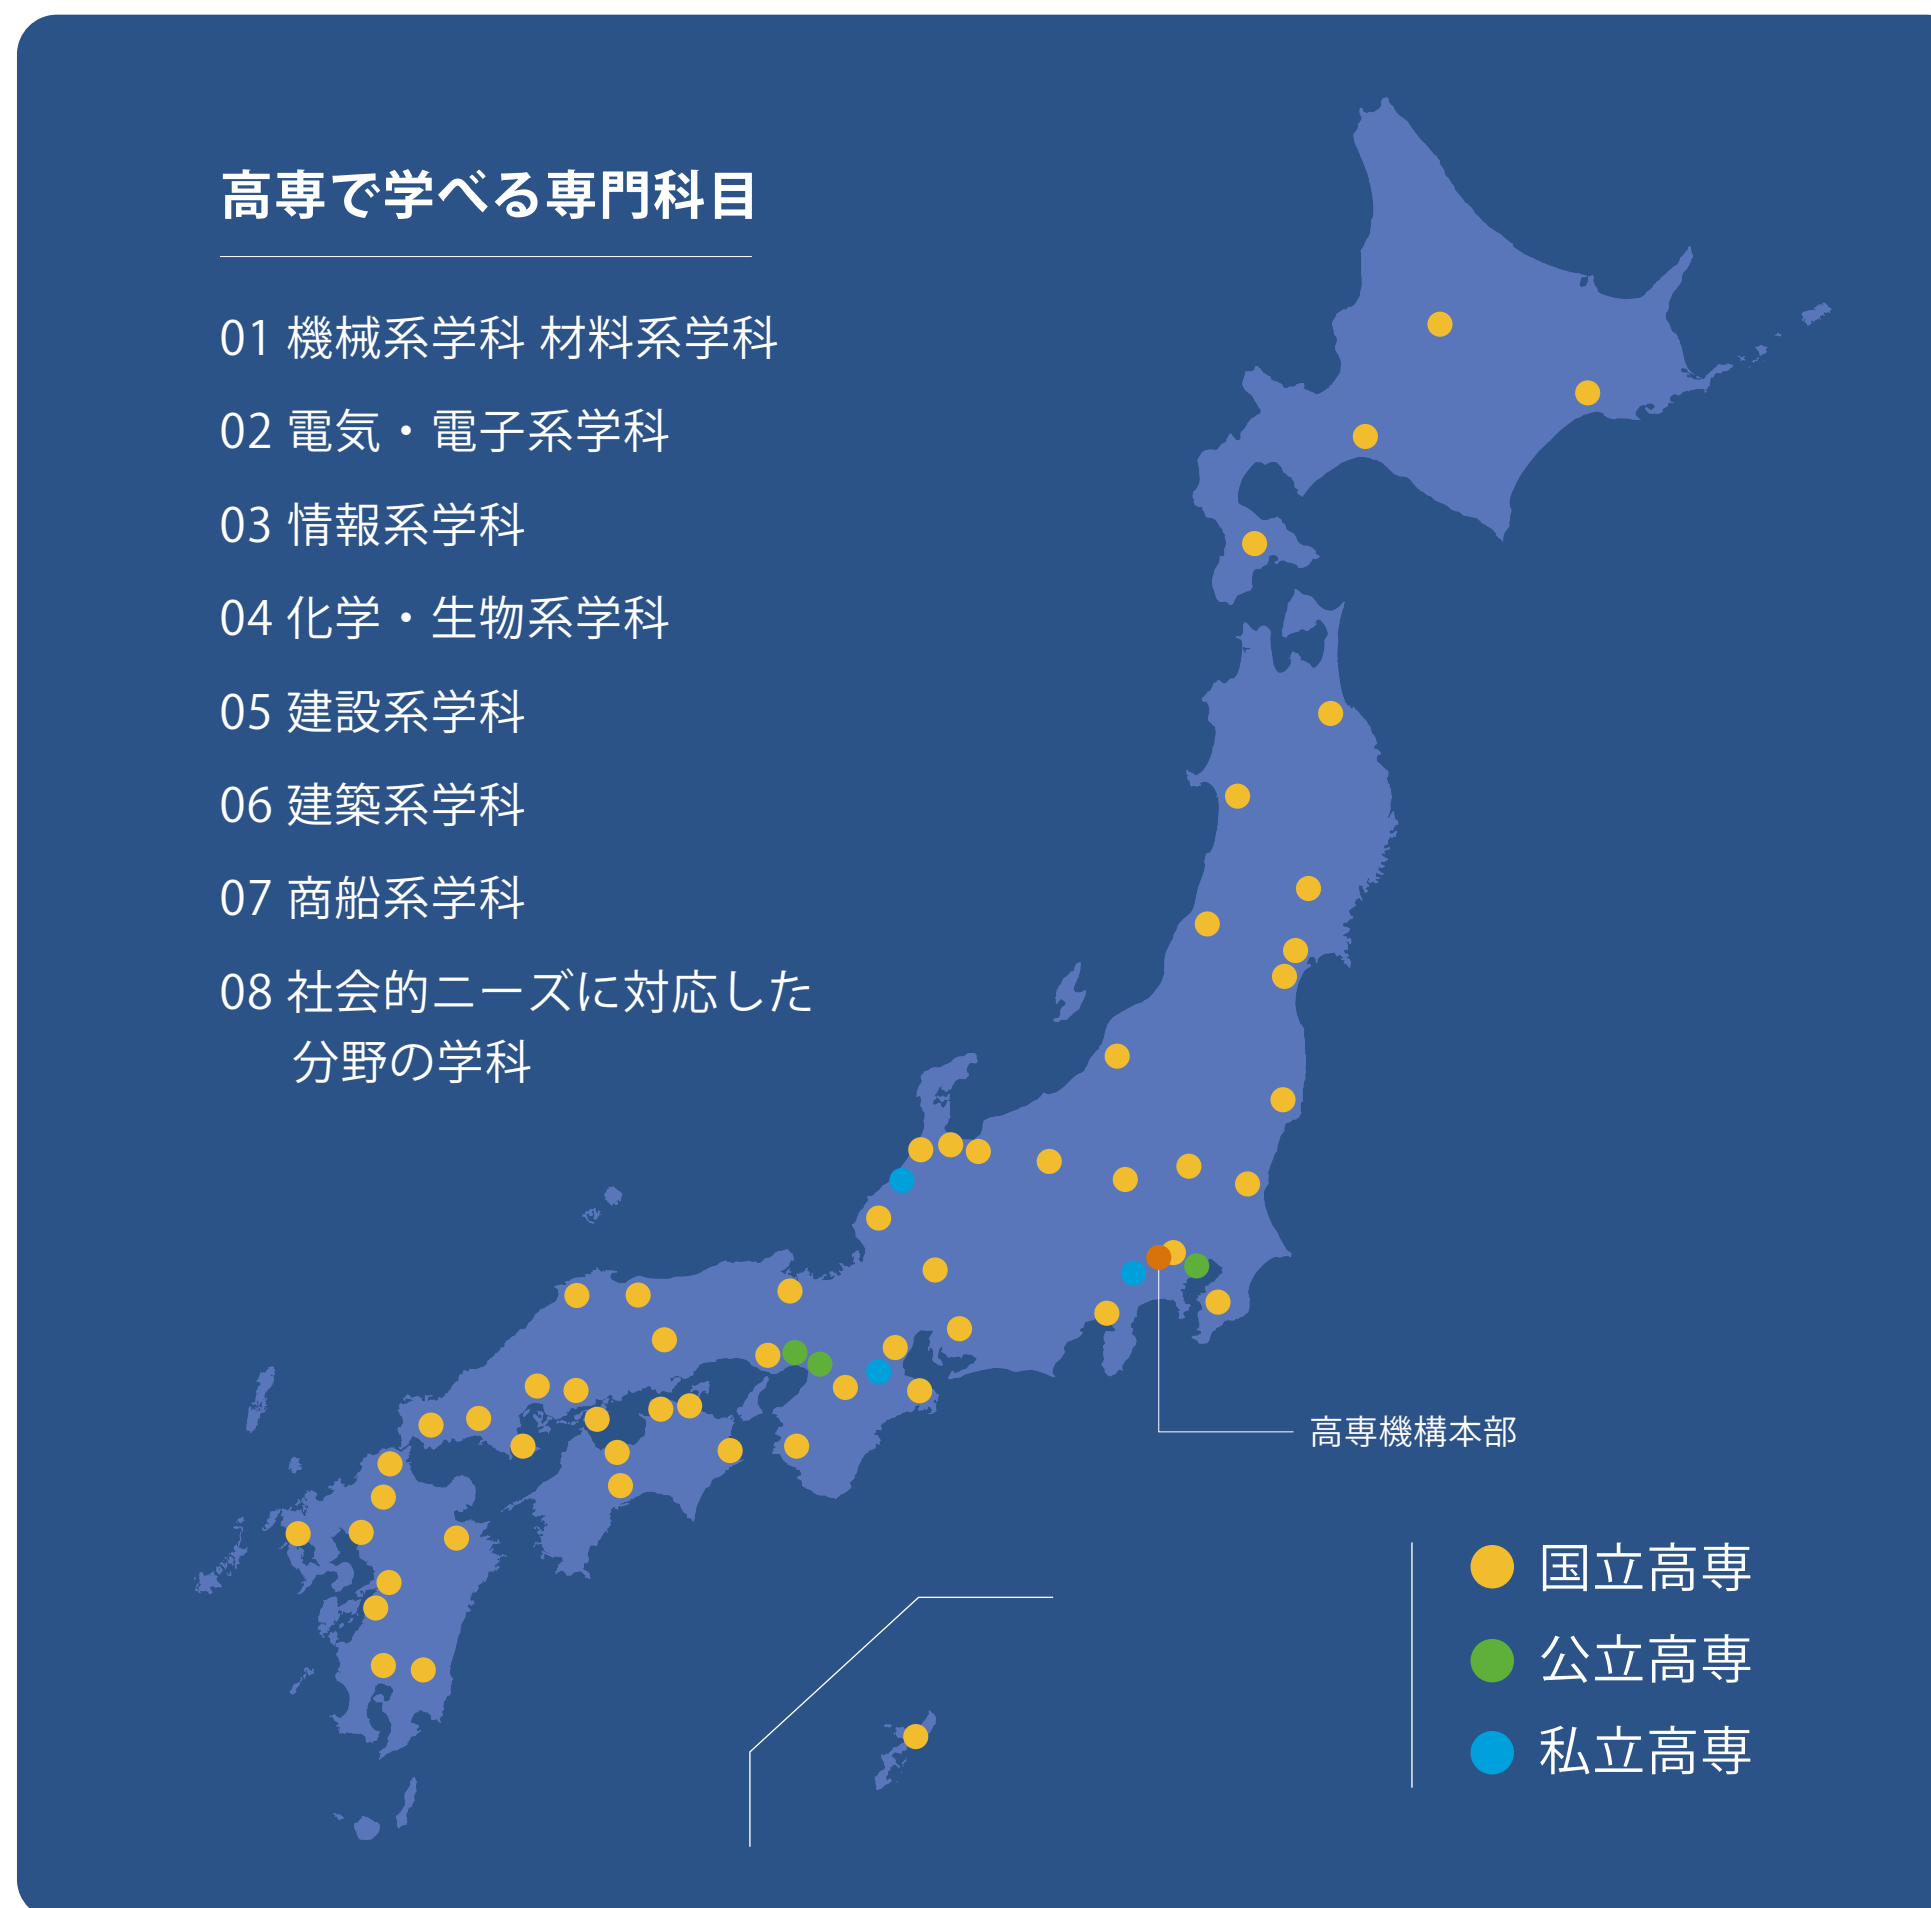 高専で学べる専門科目
01 機械系学科 材料系学科
02 電気・電子系学科
03 情報系学科
04 化学・生物系学科
05 建設系学科
06 建築系学科
07 商船系学科
08 社会的ニーズに対応した
分野の学科
高専機構本部
国立高専
公立高専
私立高専